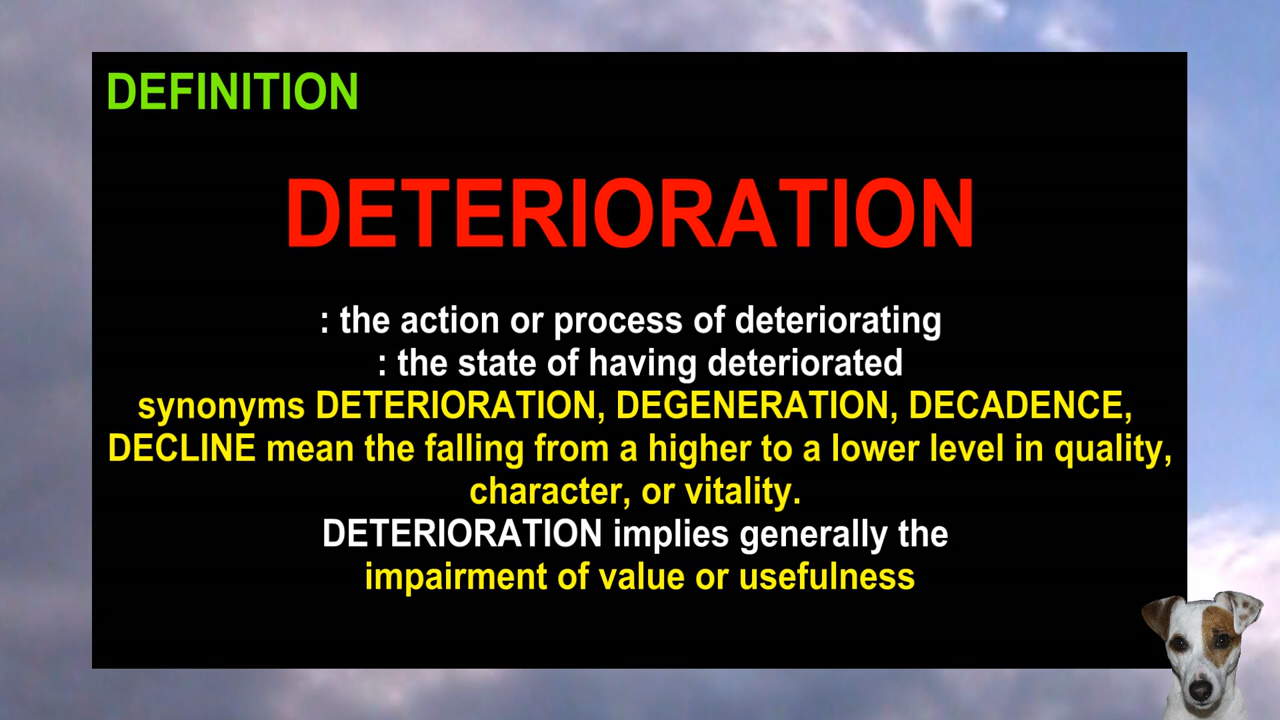 DEFINITION
DETERIORATION
: the action or process of deteriorating
: the state of having deteriorated
synonyms DETERIORATION, DEGENERATION, DECADENCE,
DECLINE mean the falling from a higher to a lower level in quality,
character, or vitality.
DETERIORATION implies generally the
impairment of value or usefulness